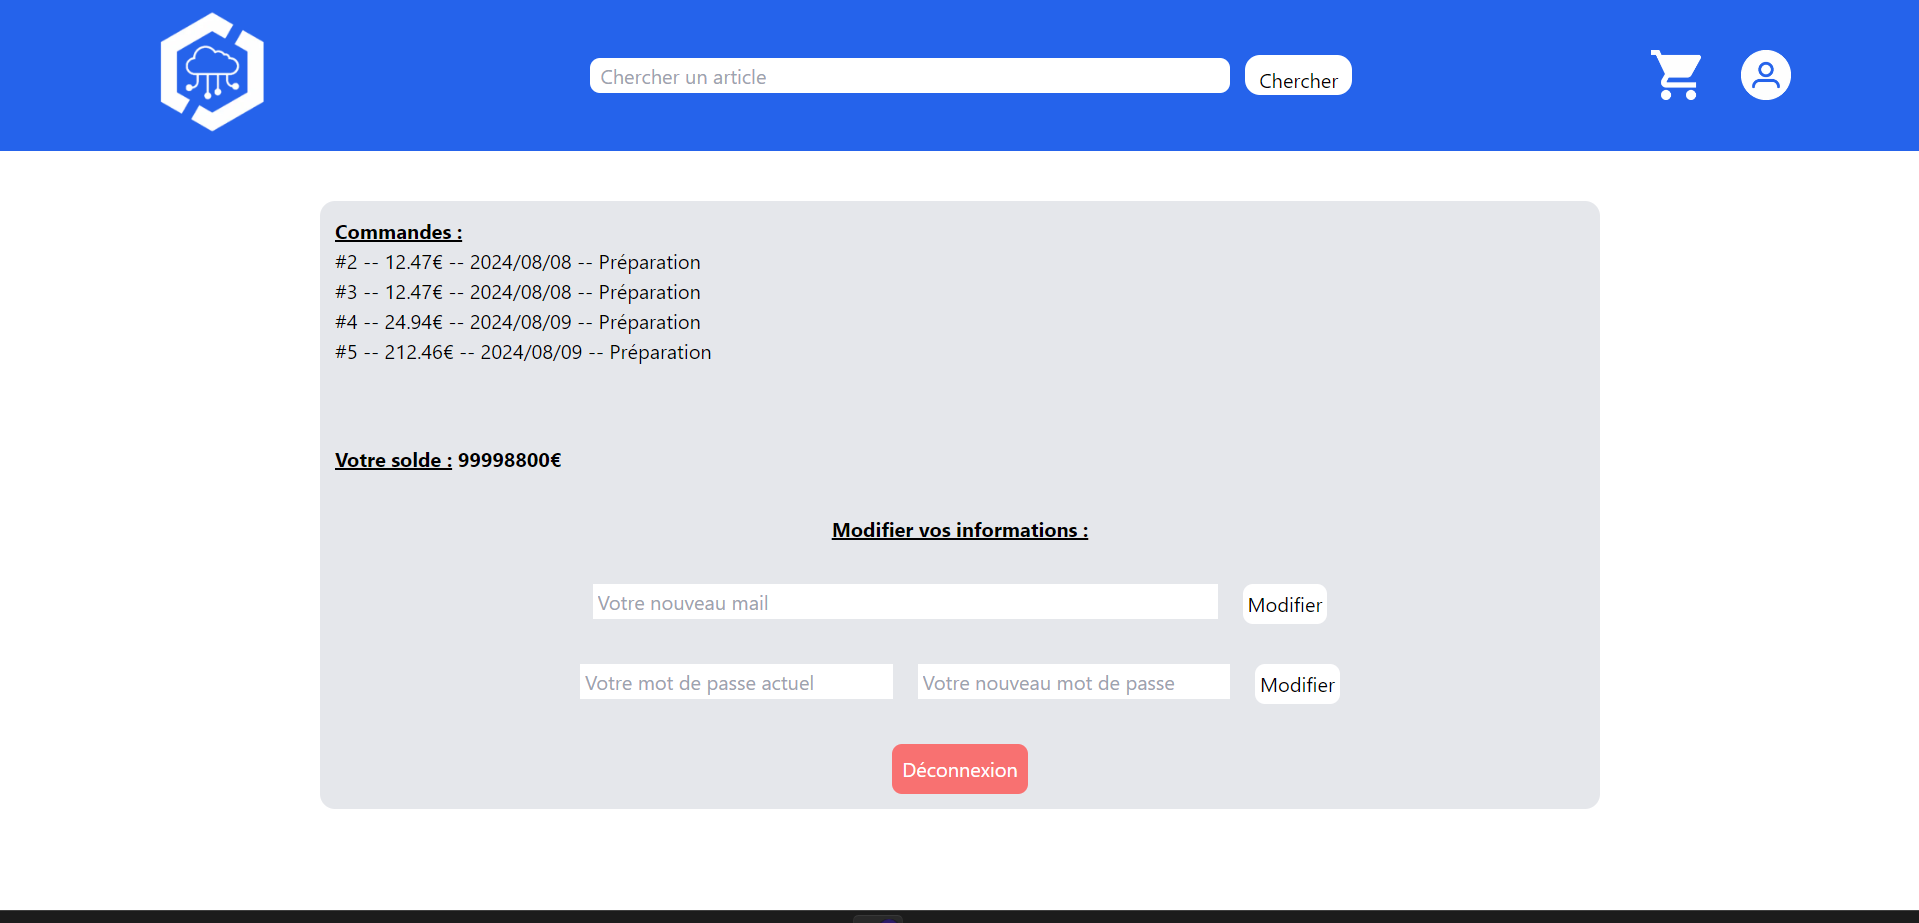 Chercher un article
Chercher
Commandes :
#2 -- 12.47€ -- 2024/08/08 -- Préparation
#3 -- 12.47€ -- 2024/08/08 -- Préparation
#4 -- 24.94€ -- 2024/08/09 -- Préparation
#5 -- 212.46€ -- 2024/08/09 -- Préparation
Votre solde : 99998800€
Modifier vos informations :
Votre nouveau mail
Modifier
Votre mot de passe actuel
Votre nouveau mot de passe
Modifier
Déconnexion